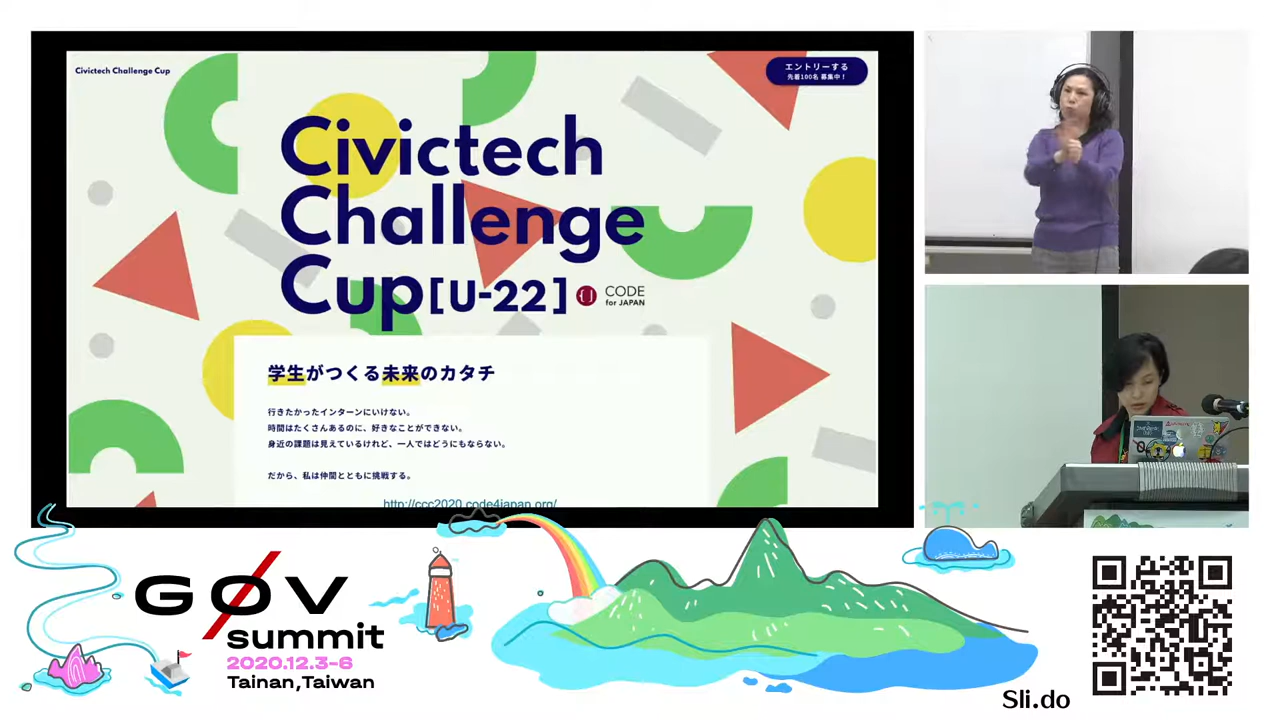 Civictech Challenge Cup
エントリーする
先着100名 募集中！
Civictech
Challenge
Cup[U-22]
CODE
for JAPAN
学生がつくる未来のカタチ
行きたかったインターンにいけない。
時間はたくさんあるのに、好きなことができない。
身近の課題は見えているけれど、一人ではどうにもならない。
だから、私は仲間とともに挑戦する。
http://ccc2020.code4japan.org/
GØV
summit
2020.12.3-6
Tainan,Taiwan
Sli.do